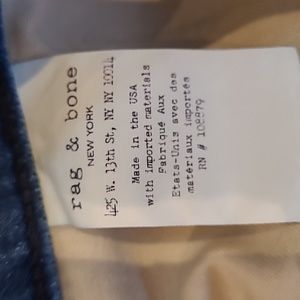 rag & bone
NEW YORK
425 W. 13th St, NY NY 10014
Made in the USA
with imported materials
Fabriqué Aux
Etats-Unis avec des
matériaux importés
RN # 108879